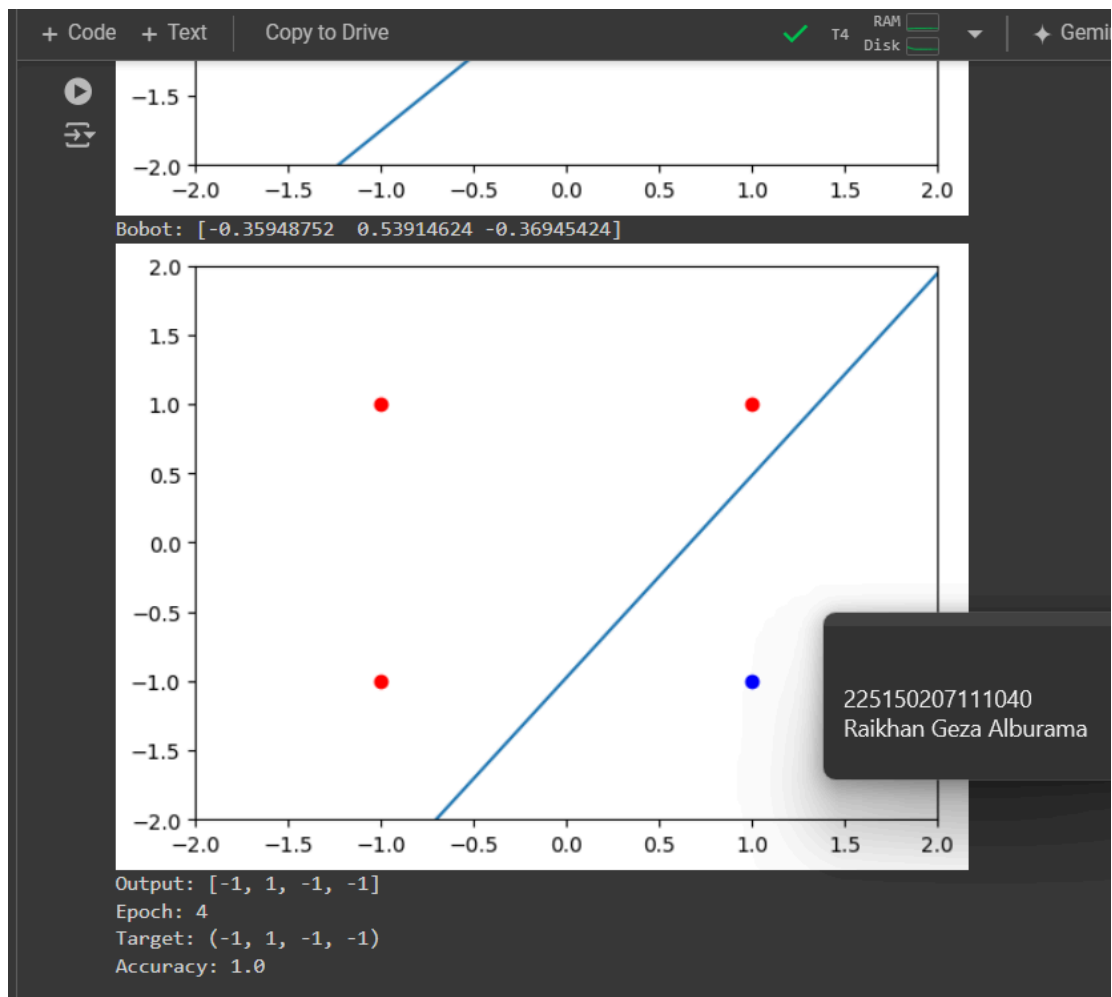 + Code + Text Copy to Drive T4 RAM
Disk
−1.5
−2.0
−2.0 −1.5 −1.0 −0.5 0.0 0.5 1.0 1.5 2.0
Bobot: [-0.35948752  0.53914624 -0.36945424]
2.0
1.5
1.0
0.5
0.0
−0.5
−1.0
−1.5
−2.0
−2.0 −1.5 −1.0 −0.5 0.0 0.5 1.0 1.5 2.0
225150207111040
Raikhan Geza Alburama
Output: [-1, 1, -1, -1]
Epoch: 4
Target: (-1, 1, -1, -1)
Accuracy: 1.0